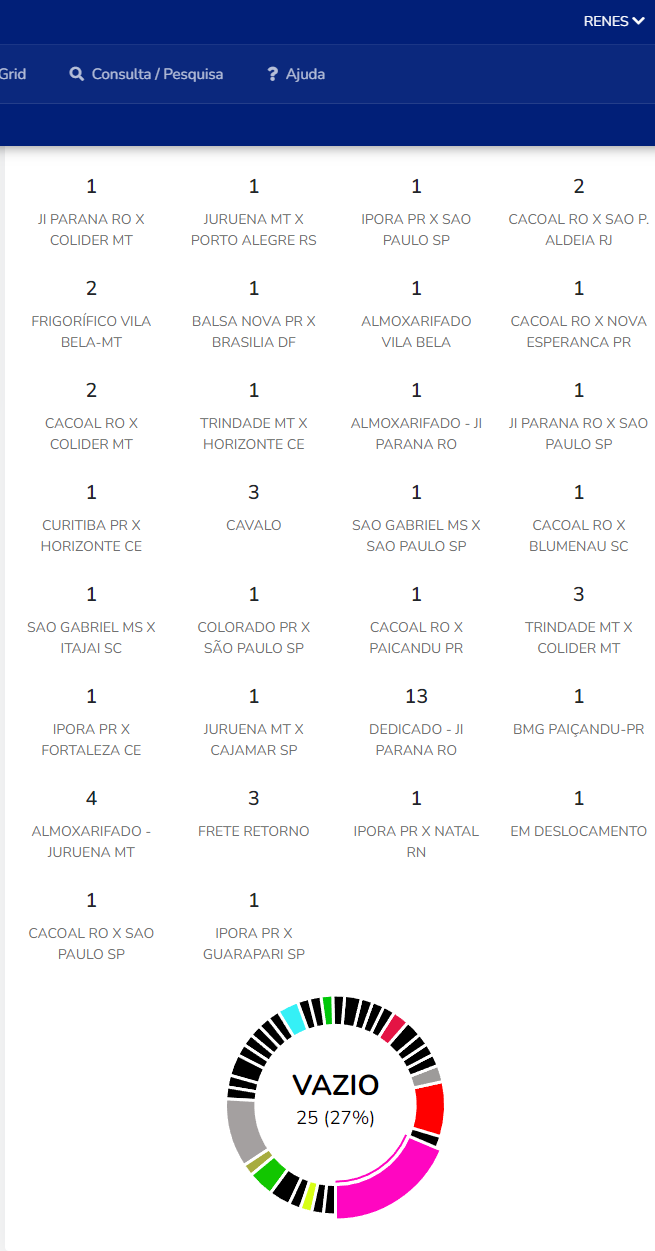 RENES
Grid Consulta / Pesquisa Ajuda
1 1 1 2
JI PARANA RO X JURUENA MT X IPORA PR X SAO CACOAL RO X SAO P.
COLIDER MT PORTO ALEGRE RS PAULO SP ALDEIA RJ
2 1 1 1
FRIGORÍFICO VILA BALSA NOVA PR X ALMOXARIFADO CACOAL RO X NOVA
BELA-MT BRASILIA DF VILA BELA ESPERANCA PR
2 1 1 1
CACOAL RO X TRINDADE MT X ALMOXARIFADO - JI JI PARANA RO X SAO
COLIDER MT HORIZONTE CE PARANA RO PAULO SP
1 3 1 1
CURITIBA PR X CAVALO SAO GABRIEL MS X CACOAL RO X
HORIZONTE CE SAO PAULO SP BLUMENAU SC
1 1 1 3
SAO GABRIEL MS X COLORADO PR X CACOAL RO X TRINDADE MT X
ITAJAI SC SÃO PAULO SP PAICANDU PR COLIDER MT
1 1 13 1
IPORA PR X JURUENA MT X DEDICADO - JI BMG PAIÇANDU-PR
FORTALEZA CE CAJAMAR SP PARANA RO
4 3 1 1
ALMOXARIFADO - FRETE RETORNO IPORA PR X NATAL EM DESLOCAMENTO
JURUENA MT RN
1 1
CACOAL RO X SAO IPORA PR X
PAULO SP GUARAPARI SP
VAZIO
25 (27%)